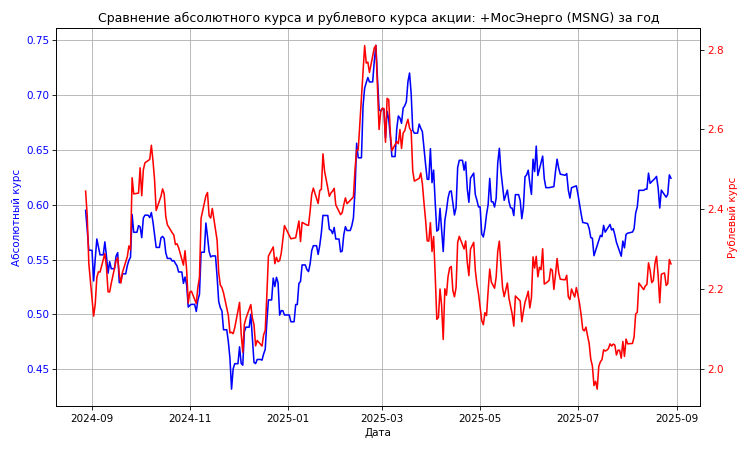 Сравнение абсолютного курса и рублевого курса акции: +МосЭнерго (MSNG) за год
0.75
0.70
0.65
0.60
0.55
0.50
0.45
Абсолютный курс
2.8
2.6
2.4
2.2
2.0
Рублевый курс
2024-09 2024-11 2025-01 2025-03 2025-05 2025-07 2025-09
Дата